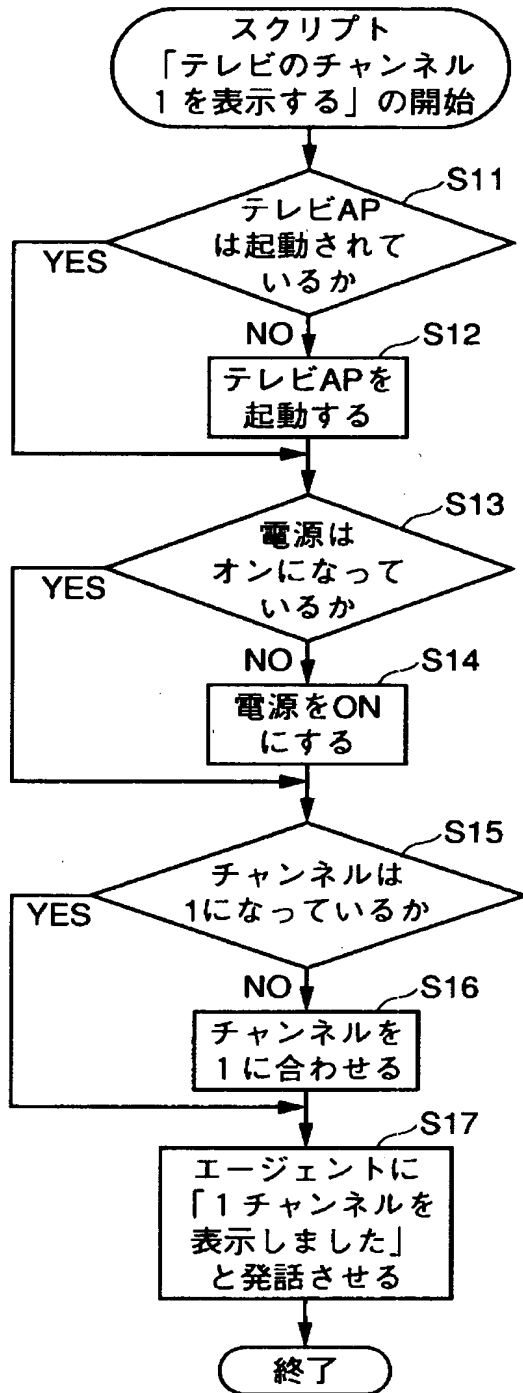 スクリプト
「テレビのチャンネル
1を表示する」の開始
S11
テレビAP
は起動されて
いるか
YES
NO
S12
テレビAPを
起動する
S13
電源は
オンになって
いるか
YES
NO
S14
電源をON
にする
S15
チャンネルは
1になっているか
YES
NO
S16
チャンネルを
1に合わせる
S17
エージェントに
「1チャンネルを
表示しました」
と発話させる
終了